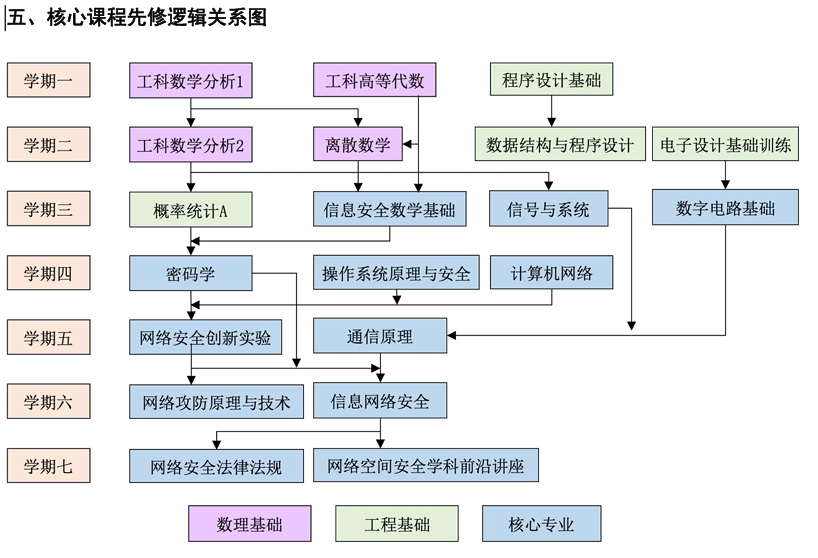 五、核心课程先修逻辑关系图
学期一 工科数学分析1 工科高等代数 程序设计基础
学期二 工科数学分析2 离散数学 数据结构与程序设计 电子设计基础训练
学期三 概率统计A 信息安全数学基础 信号与系统 数字电路基础
学期四 密码学 操作系统原理与安全 计算机网络
学期五 网络安全创新实验 通信原理
学期六 网络攻防原理与技术 信息网络安全
学期七 网络安全法律法规 网络空间安全学科前沿讲座
数理基础 工程基础 核心专业